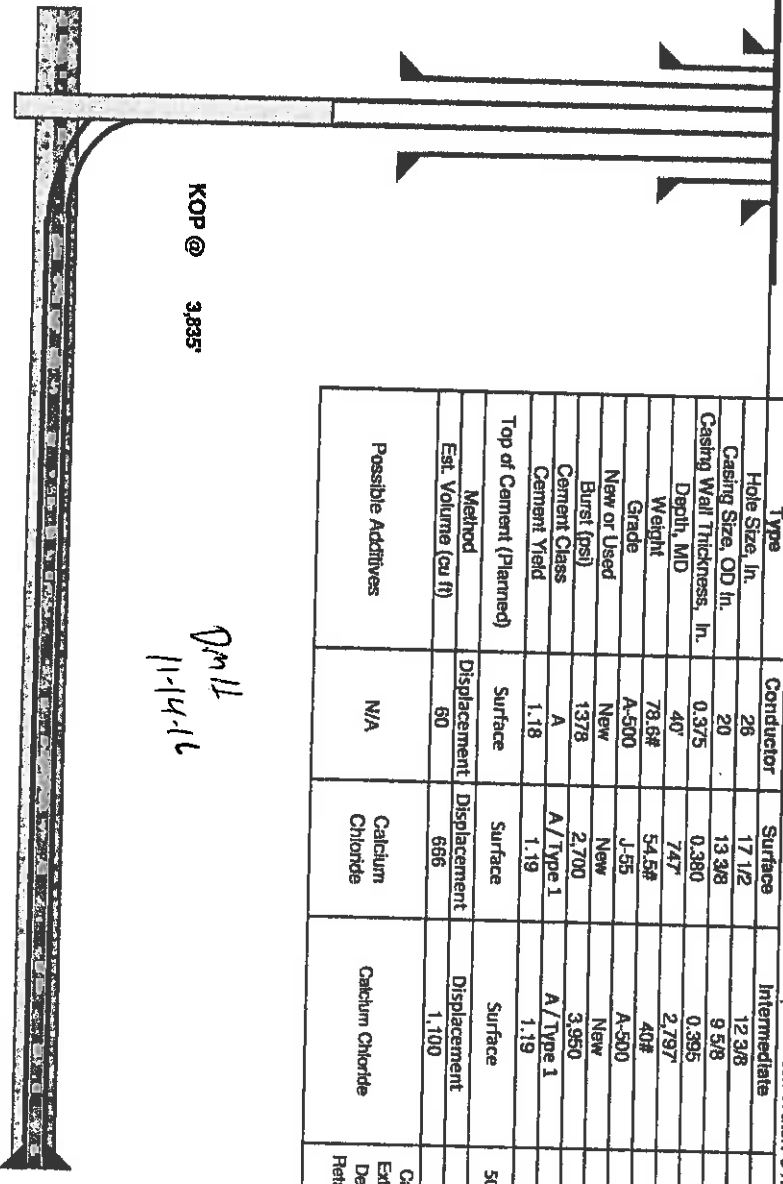 Type Conductor Surface Intermediate
Hole Size, In. 26 17 1/2 12 3/8
Casing Size, OD In. 20 13 3/8 9 5/8
Casing Wall Thickness, In. 0.375 0.380 0.395
Depth, MD 40' 747' 2,797'
Weight 78.6# 54.5# 40#
Grade A-500 J-55 A-500
New or Used New New New
Burst (psi) 1378 2,700 3,950
Cement Class A A / Type 1 A / Type 1
Cement Yield 1.18 1.19 1.19
Top of Cement (Planned) Surface Surface Surface
Method Displacement Displacement Displacement
Est. Volume (cu ft) 60 666 1,100
Possible Additives N/A Calcium Chloride Calcium Chloride
KOP @ 3,835'
11-14-16